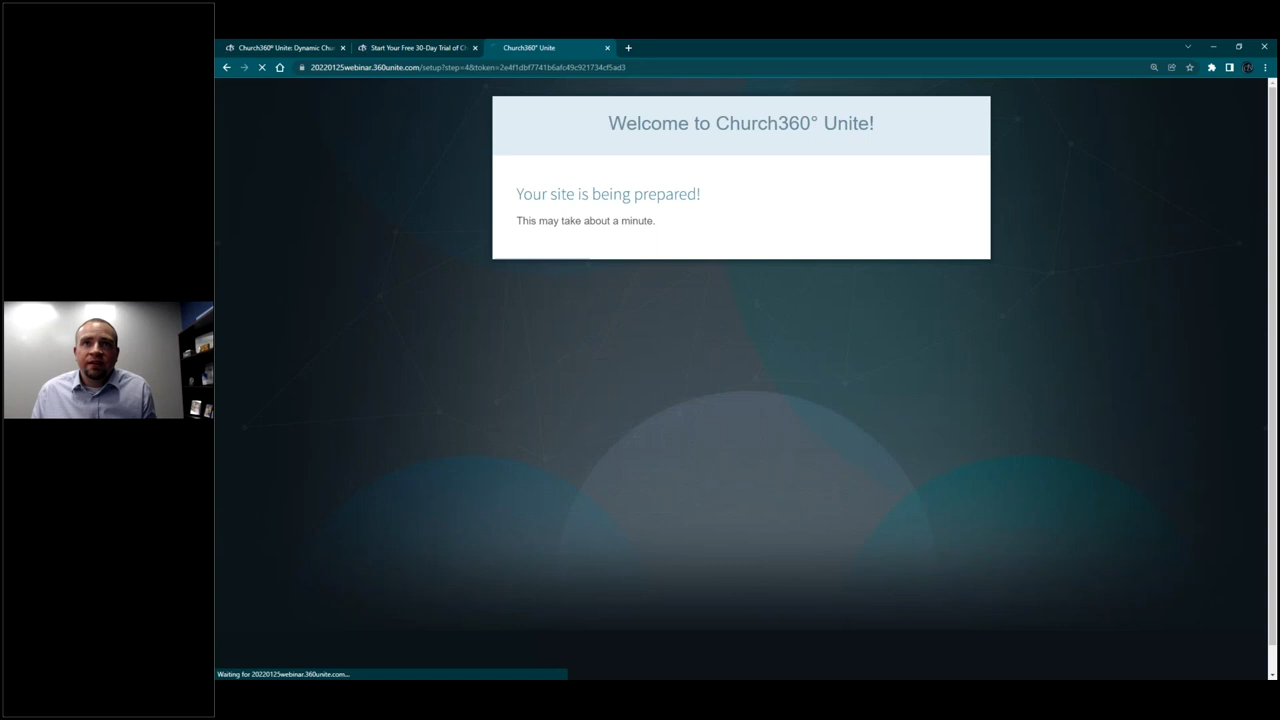 Church360º Unite: Dynamic Chu
Start Your Free 30-Day Trial of C
Church360° Unite
20220125webinar.360unite.com/setup?step=4&token=2e4f1dbf7741b6afc49c921734cf5ad3
Welcome to Church360° Unite!
Your site is being prepared!
This may take about a minute.
Waiting for 20220125webinar.360unite.com...